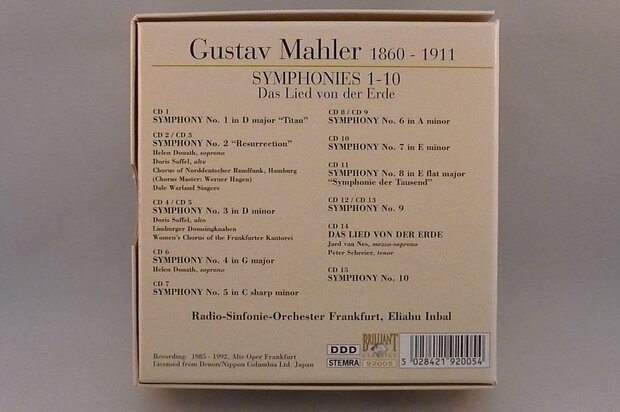 Gustav Mahler 1860 - 1911
SYMPHONIES 1-10
Das Lied von der Erde
CD 1
SYMPHONY No. 1 in D major “Titan”
CD 2 / CD 3
SYMPHONY No. 2 “Resurrection”
Helen Donath, soprano
Doris Soffel, alto
Chorus of Norddeutscher Rundfunk, Hamburg
(Chorus Master: Werner Hagen)
Dale Warland Singers
CD 4 / CD 5
SYMPHONY No. 3 in D minor
Doris Soffel, alto
Limburger Domsingknaben
Women's Chorus of the Frankfurter Kantorei
CD 6
SYMPHONY No. 4 in G major
Helen Donath, soprano
CD 7
SYMPHONY No. 5 in C sharp minor
CD 8 / CD 9
SYMPHONY No. 6 in A minor
CD 10
SYMPHONY No. 7 in E minor
CD 11
SYMPHONY No. 8 in E flat major
“Symphonie der Tausend”
CD 12 / CD 13
SYMPHONY No. 9
CD 14
DAS LIED VON DER ERDE
Jard van Nes, mezzo-soprano
Peter Schreier, tenor
CD 15
SYMPHONY No. 10
Radio-Sinfonie-Orchester Frankfurt, Eliahu Inbal
Recording: 1985 - 1992, Alte Oper Frankfurt
Licensed from Denon/Nippon Columbia Ltd. Japan
DDD
STEMRA
BRILLIANT
CLASSICS
92005
5 028421 920054